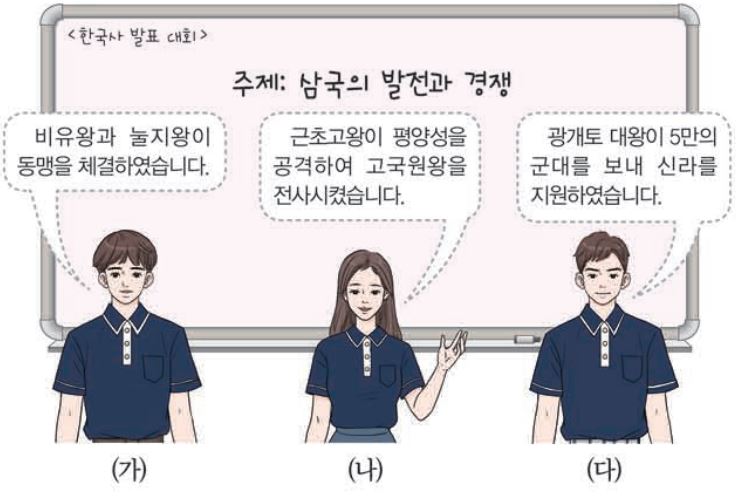 <한국사 발표 대회>
주제: 삼국의 발전과 경쟁
비유왕과 눌지왕이
동맹을 체결하였습니다.
근초고왕이 평양성을
공격하여 고국원왕을
전사시켰습니다.
광개토 대왕이 5만의
군대를 보내 신라를
지원하였습니다.
(가)
(나)
(다)